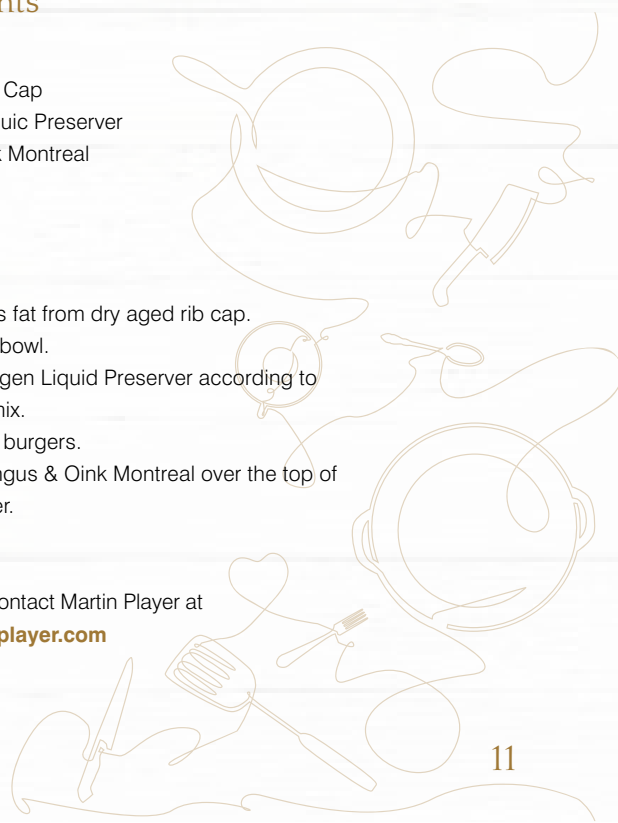 nts
Cap
uic Preserver
k Montreal
s fat from dry aged rib cap.
bowl.
gen Liquid Preserver according to
mix.
burgers.
ngus & Oink Montreal over the top of
er.
ontact Martin Player at
player.com
11